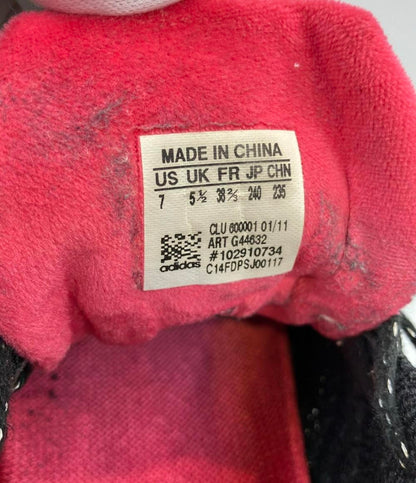 MADE IN CHINA
US UK FR JP CHN
7 5½ 38⅔ 240 235
CLU 600001 01/11
ART G44632
#102910734
adidas C14FDPSJ00117